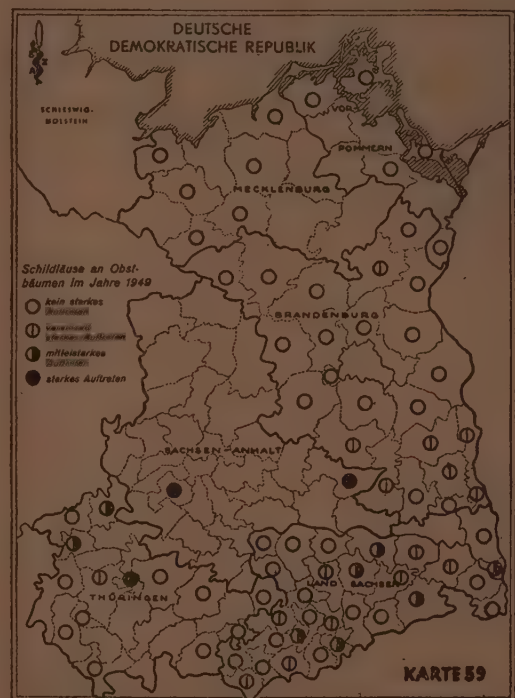 DEUTSCHE
DEMOKRATISCHE REPUBLIK
SCHLESWIG-
HOLSTEIN
VOR-
POMMERN
MECKLENBURG
Schildläuse an Obst-
bäumen im Jahre 1949
kein starkes
mittelstarkes
starkes Auftreten
BRANDENBURG
SACHSEN-ANHALT
LAND SACHSEN
THÜRINGEN
KARTE 59